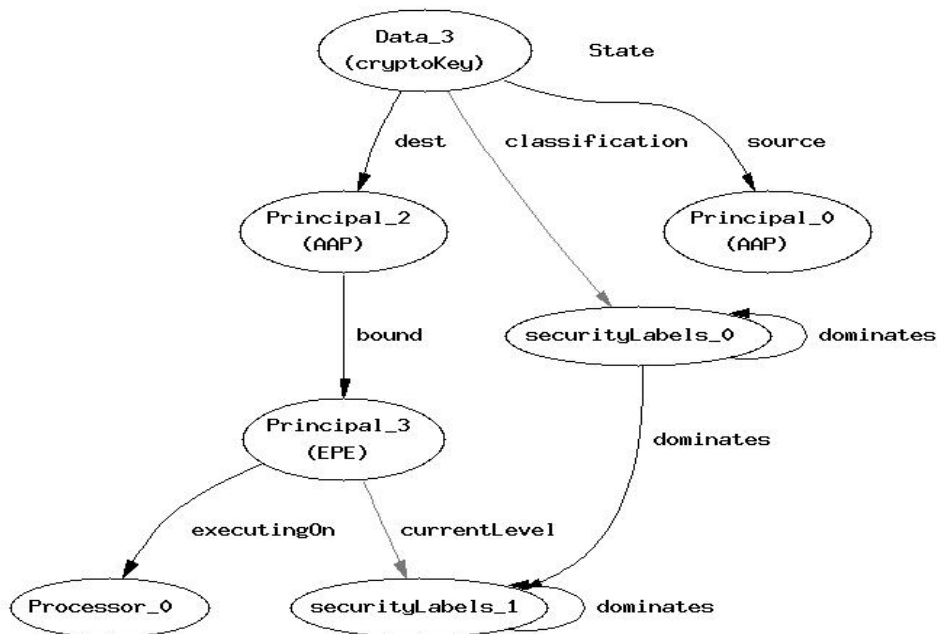 Data_3
(cryptoKey)
State
dest
classification
source
Principal_2
(AAP)
Principal_0
(AAP)
bound
securityLabels_0
dominates
Principal_3
(EPE)
dominates
executingOn
currentLevel
Processor_0
securityLabels_1
dominates